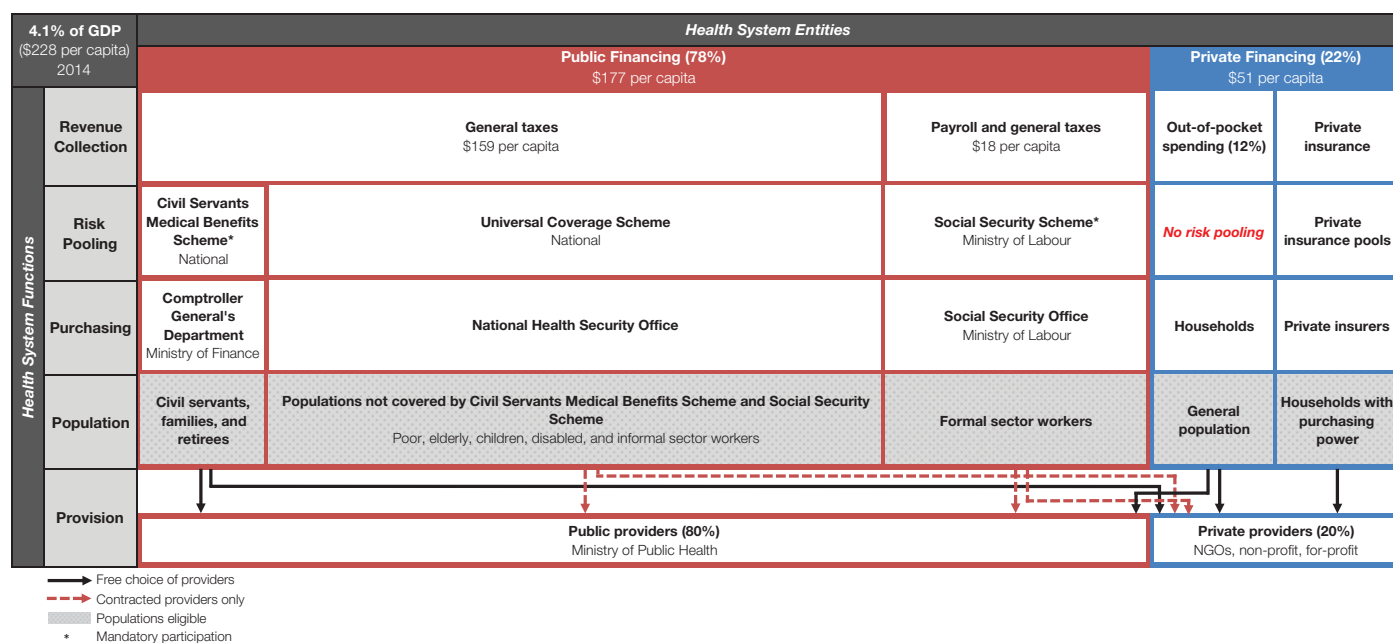 4.1% of GDP
($228 per capita)
2014
Health System Entities
Public Financing (78%)
$177 per capita
Private Financing (22%)
$51 per capita
Health System Functions
Revenue
Collection
General taxes
$159 per capita
Payroll and general taxes
$18 per capita
Out-of-pocket
spending (12%)
Private
insurance
Risk
Pooling
Civil Servants
Medical Benefits
Scheme*
National
Universal Coverage Scheme
National
Social Security Scheme*
Ministry of Labour
No risk pooling
Private
insurance pools
Purchasing
Comptroller
General's
Department
Ministry of Finance
National Health Security Office
Social Security Office
Ministry of Labour
Households
Private insurers
Population
Civil servants,
families, and
retirees
Populations not covered by Civil Servants Medical Benefits Scheme and Social Security
Scheme
Poor, elderly, children, disabled, and informal sector workers
Formal sector workers
General
population
Households with
purchasing
power
Provision
Public providers (80%)
Ministry of Public Health
Private providers (20%)
NGOs, non-profit, for-profit
Free choice of providers
Contracted providers only
Populations eligible
* Mandatory participation